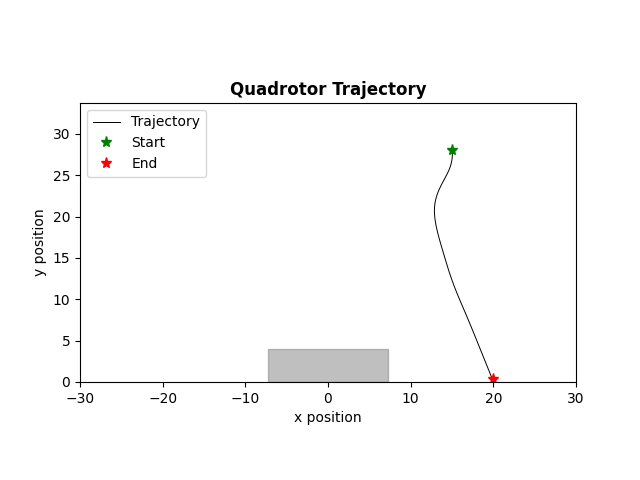 Quadrotor Trajectory
Trajectory
Start
End
30
25
20
15
10
5
0
y position
−30
−20
−10
0
10
20
30
x position